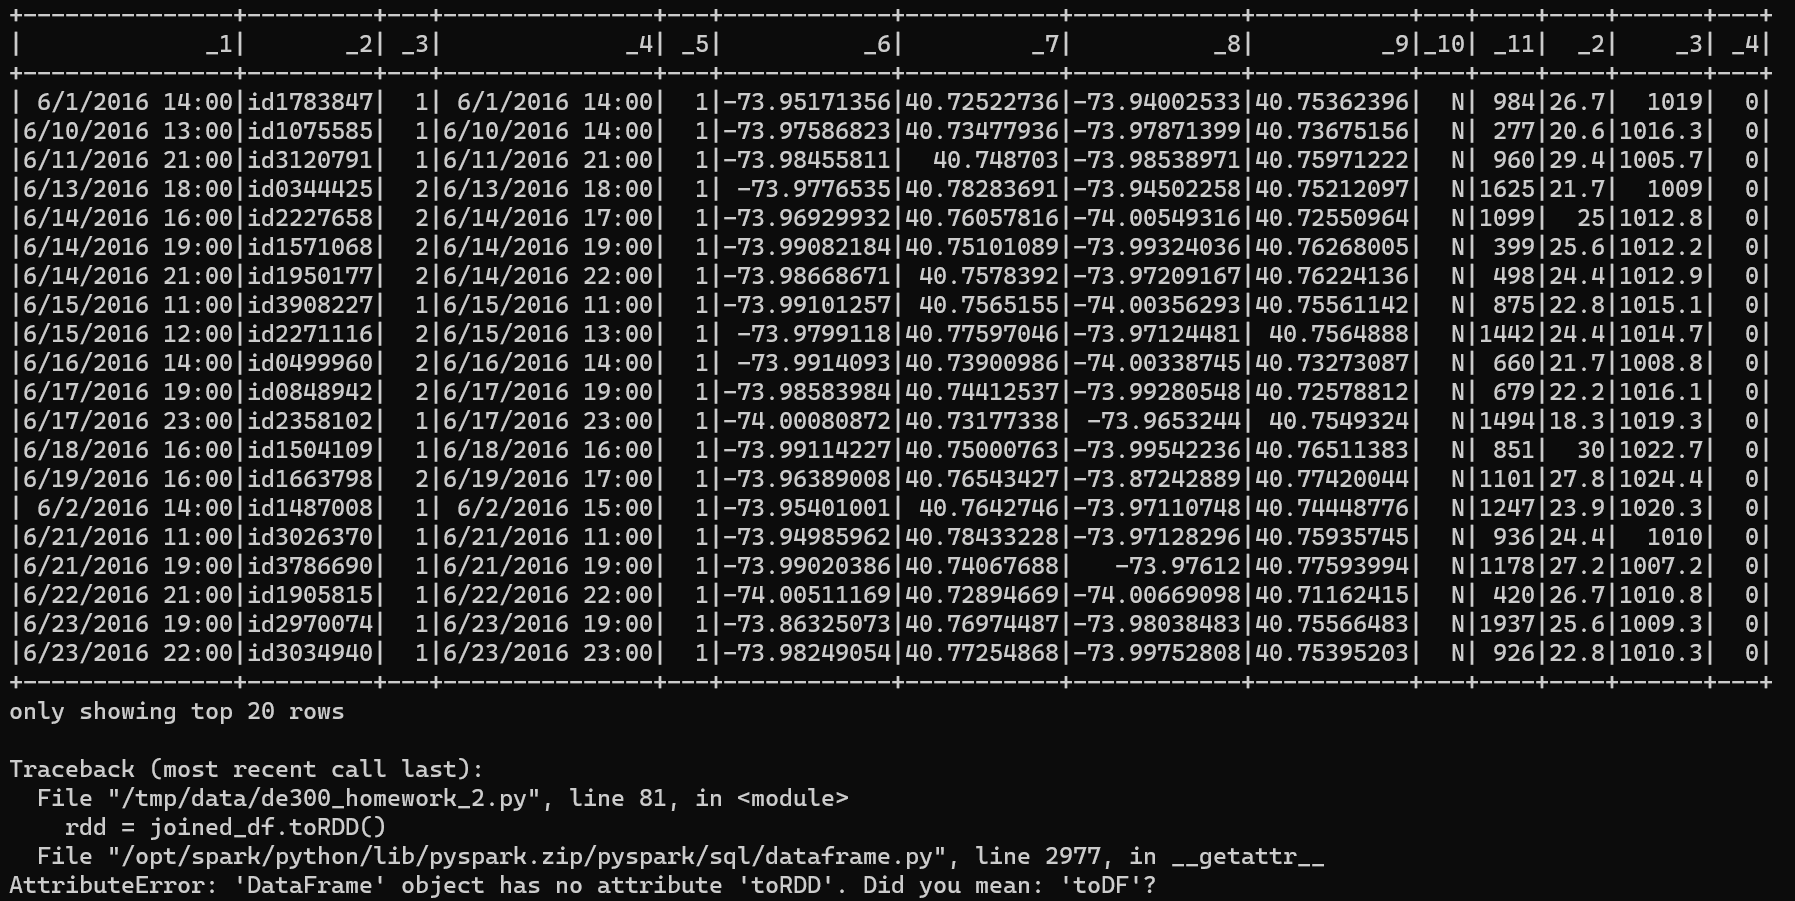 +----------------+----------+---+----------------+---+------------+-----------+------------+-----------+---+----+----+------+---+
|              _1|        _2| _3|              _4| _5|          _6|         _7|          _8|         _9|_10| _11|  _2|    _3| _4|
+----------------+----------+---+----------------+---+------------+-----------+------------+-----------+---+----+----+------+---+
| 6/1/2016 14:00|id1783847|  1| 6/1/2016 14:00|  1|-73.95171356|40.72522736|-73.94002533|40.75362396|  N| 984|26.7|  1019|  0|
|6/10/2016 13:00|id1075585|  1|6/10/2016 14:00|  1|-73.97586823|40.73477936|-73.97871399|40.73675156|  N| 277|20.6|1016.3|  0|
|6/11/2016 21:00|id3120791|  1|6/11/2016 21:00|  1|-73.98455811|  40.748703|-73.98538971|40.75971222|  N| 960|29.4|1005.7|  0|
|6/13/2016 18:00|id0344425|  2|6/13/2016 18:00|  1| -73.9776535|40.78283691|-73.94502258|40.75212097|  N|1625|21.7|  1009|  0|
|6/14/2016 16:00|id2227658|  2|6/14/2016 17:00|  1|-73.96929932|40.76057816|-74.00549316|40.72550964|  N|1099|  25|1012.8|  0|
|6/14/2016 19:00|id1571068|  2|6/14/2016 19:00|  1|-73.99082184|40.75101089|-73.99324036|40.76268005|  N| 399|25.6|1012.2|  0|
|6/14/2016 21:00|id1950177|  2|6/14/2016 22:00|  1|-73.98668671| 40.7578392|-73.97209167|40.76224136|  N| 498|24.4|1012.9|  0|
|6/15/2016 11:00|id3908227|  1|6/15/2016 11:00|  1|-73.99101257| 40.7565155|-74.00356293|40.75561142|  N| 875|22.8|1015.1|  0|
|6/15/2016 12:00|id2271116|  2|6/15/2016 13:00|  1| -73.9799118|40.77597046|-73.97124481| 40.7564888|  N|1442|24.4|1014.7|  0|
|6/16/2016 14:00|id0499960|  2|6/16/2016 14:00|  1| -73.9914093|40.73900986|-74.00338745|40.73273087|  N| 660|21.7|1008.8|  0|
|6/17/2016 19:00|id0848942|  2|6/17/2016 19:00|  1|-73.98583984|40.74412537|-73.99280548|40.72578812|  N| 679|22.2|1016.1|  0|
|6/17/2016 23:00|id2358102|  1|6/17/2016 23:00|  1|-74.00080872|40.73177338| -73.9653244| 40.7549324|  N|1494|18.3|1019.3|  0|
|6/18/2016 16:00|id1504109|  1|6/18/2016 16:00|  1|-73.99114227|40.75000763|-73.99542236|40.76511383|  N| 851|  30|1022.7|  0|
|6/19/2016 16:00|id1663798|  2|6/19/2016 17:00|  1|-73.96389008|40.76543427|-73.87242889|40.77420044|  N|1101|27.8|1024.4|  0|
| 6/2/2016 14:00|id1487008|  1| 6/2/2016 15:00|  1|-73.95401001| 40.7642746|-73.97110748|40.74448776|  N|1247|23.9|1020.3|  0|
|6/21/2016 11:00|id3026370|  1|6/21/2016 11:00|  1|-73.94985962|40.78433228|-73.97128296|40.75935745|  N| 936|24.4|  1010|  0|
|6/21/2016 19:00|id3786690|  1|6/21/2016 19:00|  1|-73.99020386|40.74067688|   -73.97612|40.77593994|  N|1178|27.2|1007.2|  0|
|6/22/2016 21:00|id1905815|  1|6/22/2016 22:00|  1|-74.00511169|40.72894669|-74.00669098|40.71162415|  N| 420|26.7|1010.8|  0|
|6/23/2016 19:00|id2970074|  1|6/23/2016 19:00|  1|-73.86325073|40.76974487|-73.98038483|40.75566483|  N|1937|25.6|1009.3|  0|
|6/23/2016 22:00|id3034940|  1|6/23/2016 23:00|  1|-73.98249054|40.77254868|-73.99752808|40.75395203|  N| 926|22.8|1010.3|  0|
+----------------+----------+---+----------------+---+------------+-----------+------------+-----------+---+----+----+------+---+
only showing top 20 rows
Traceback (most recent call last):
  File "/tmp/data/de300_homework_2.py", line 81, in <module>
    rdd = joined_df.toRDD()
  File "/opt/spark/python/lib/pyspark.zip/pyspark/sql/dataframe.py", line 2977, in __getattr__
AttributeError: 'DataFrame' object has no attribute 'toRDD'. Did you mean: 'toDF'?